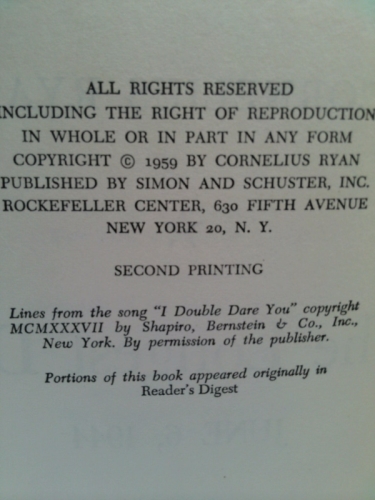 ALL RIGHTS RESERVED
INCLUDING THE RIGHT OF REPRODUCTION
IN WHOLE OR IN PART IN ANY FORM
COPYRIGHT © 1959 BY CORNELIUS RYAN
PUBLISHED BY SIMON AND SCHUSTER, INC.
ROCKEFELLER CENTER, 630 FIFTH AVENUE
NEW YORK 20, N. Y.
SECOND PRINTING
Lines from the song "I Double Dare You" copyright
MCMXXXVII by Shapiro, Bernstein & Co., Inc.,
New York. By permission of the publisher.
Portions of this book appeared originally in
Reader's Digest